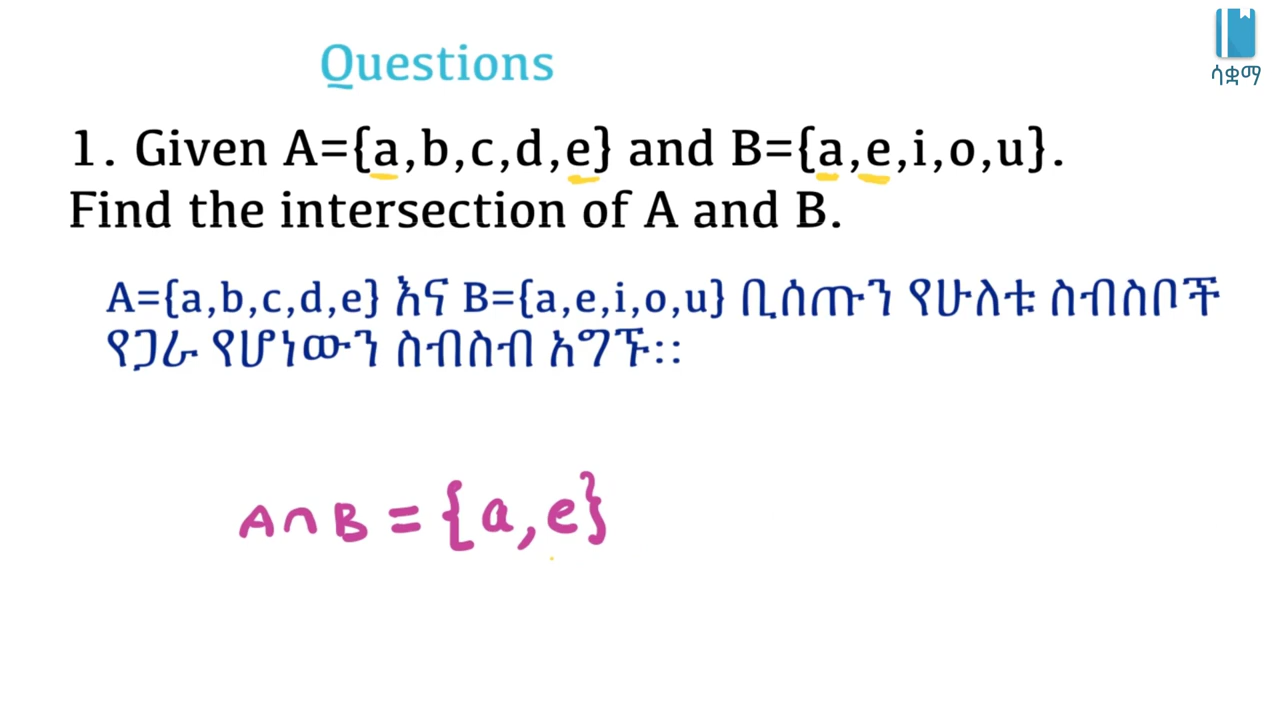 ሳቋማ
Questions
1. Given A={a,b,c,d,e} and B={a,e,i,o,u}.
Find the intersection of A and B.
A={a,b,c,d,e} እና B={a,e,i,o,u} ቢሰጡን የሁለቱ ስብስቦች
የጋራ የሆነውን ስብስብ አግኙ፡፡
A∩B = {a,e}